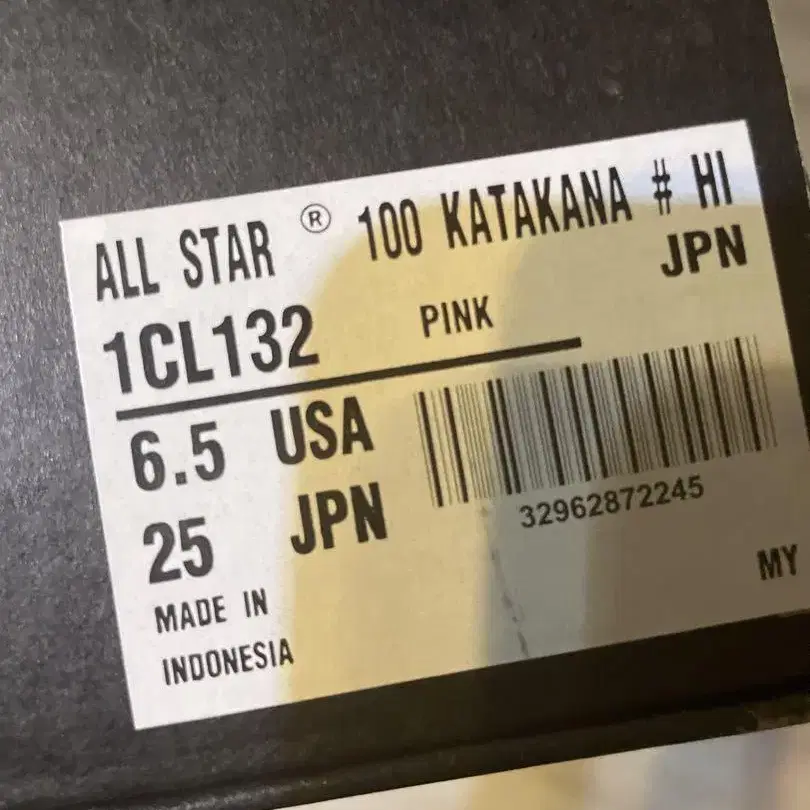 ALL STAR ® 100 KATAKANA # HI
JPN
1CL132 PINK
6.5 USA
25 JPN
32962872245
MADE IN
INDONESIA
MY